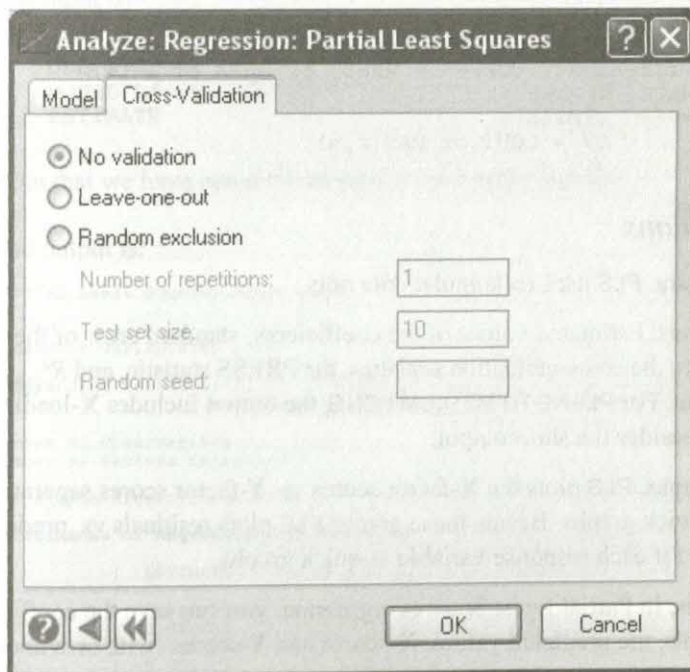 Analyze: Regression: Partial Least Squares
Model Cross-Validation
No validation
Leave-one-out
Random exclusion
Number of repetitions: 1
Test set size: 10
Random seed:
OK Cancel